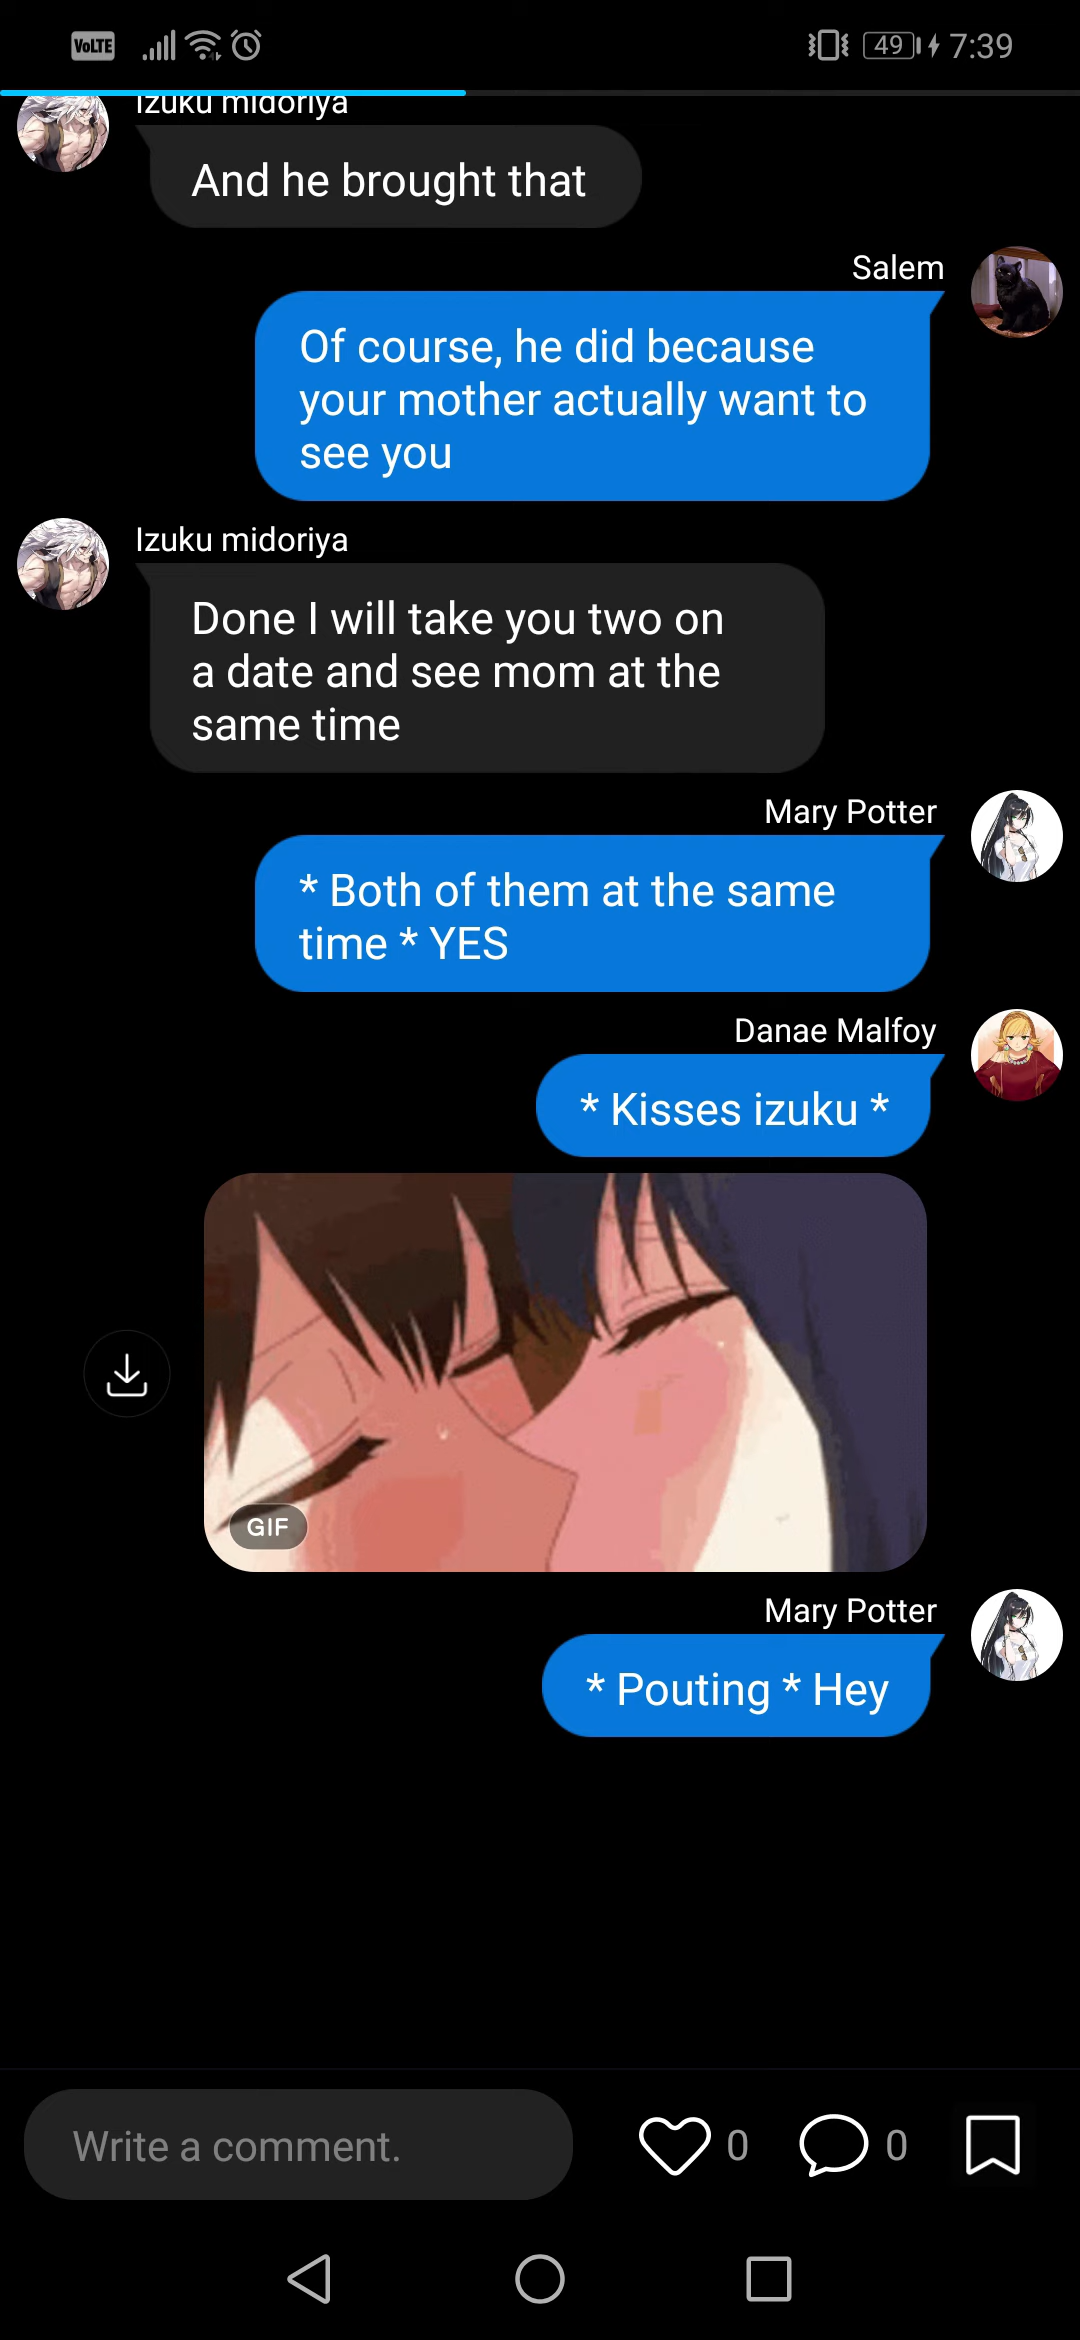 VoLTE 49 7:39
Izuku midoriya
And he brought that
Salem
Of course, he did because
your mother actually want to
see you
Izuku midoriya
Done I will take you two on
a date and see mom at the
same time
Mary Potter
* Both of them at the same
time * YES
Danae Malfoy
* Kisses izuku *
GIF
Mary Potter
* Pouting * Hey
Write a comment. 0 0